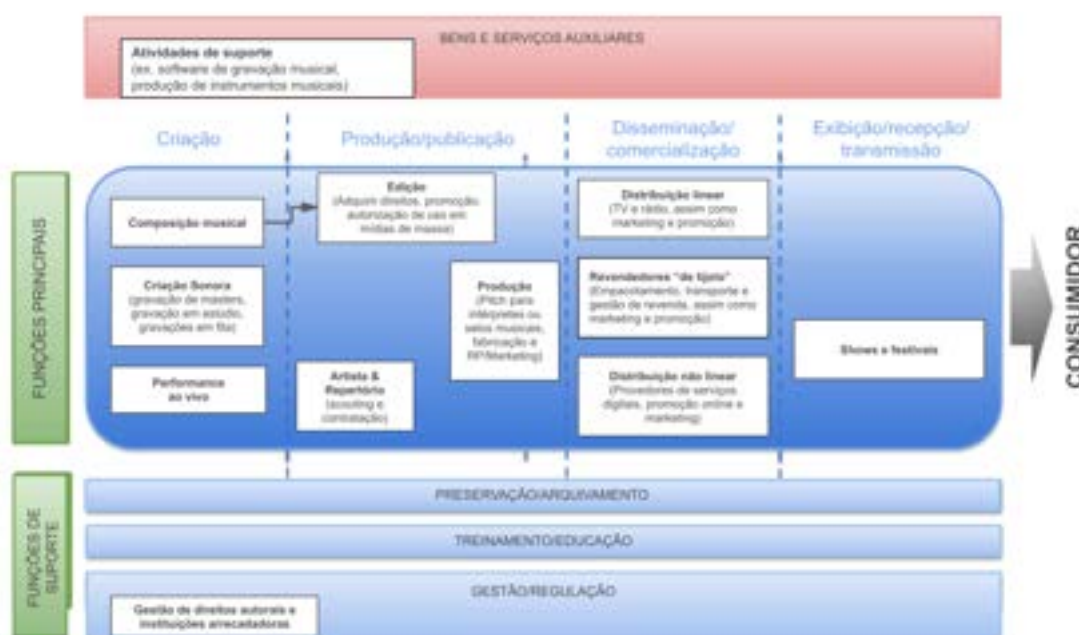 BENS E SERVIÇOS AUXILIARES
Atividades de suporte
(ex. software de gravação musical,
produção de instrumentos musicais)
Criação
Produção/publicação
Disseminação/
comercialização
Exibição/recepção/
transmissão
FUNÇÕES PRINCIPAIS
Composição musical
Criação Sonora
(gravação de masters,
gravação em estúdio,
gravações em fita)
Performance
ao vivo
Edição
(Adquirir direitos, promoção,
autorização de uso em
mídias de massa)
Produção
(Pitch para
intérpretes ou
selos musicais,
fabricação e
RP/Marketing)
Artista &
Repertório
(scouting e
contratação)
Distribuição linear
(TV e rádio, assim como
marketing e promoção)
Revendedores "de tijolo"
(Empacotamento, transporte e
gestão de revenda, assim como
marketing e promoção)
Distribuição não linear
(Provedores de serviços
digitais, promoção online e
marketing)
Shows e festivais
CONSUMIDOR
FUNÇÕES DE
SUPORTE
PRESERVAÇÃO/ARQUIVAMENTO
TREINAMENTO/EDUCAÇÃO
GESTÃO/REGULAÇÃO
Gestão de direitos autorais e
instituições arrecadadoras